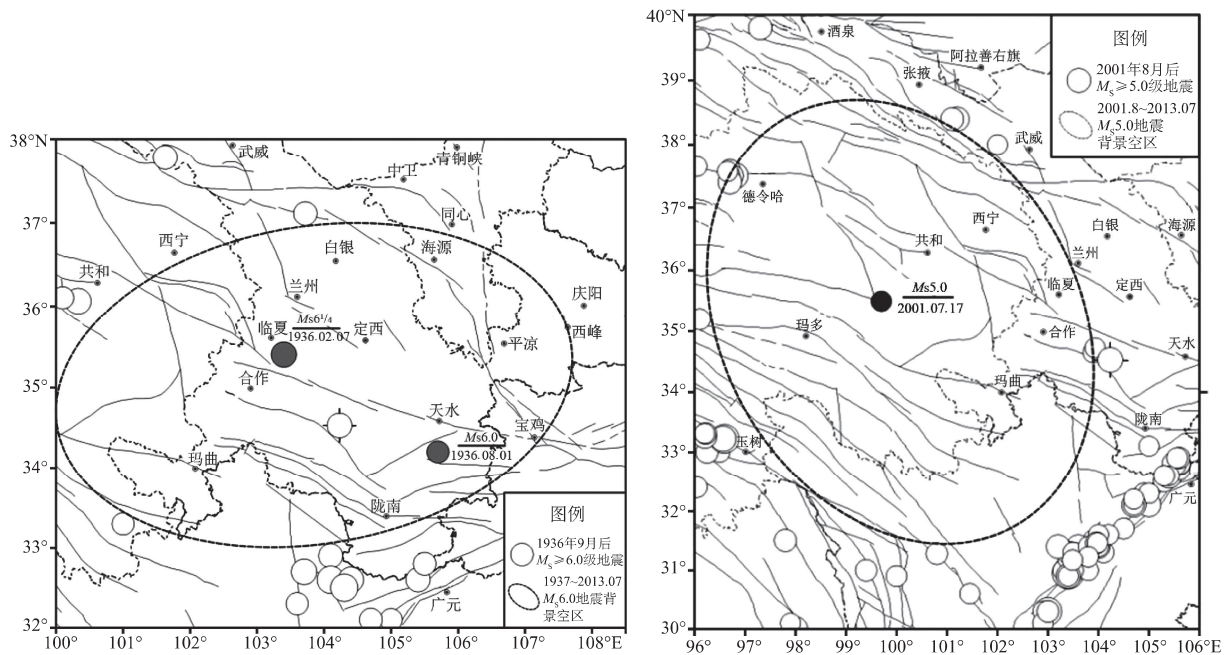 38°N
37°
36°
35°
34°
33°
32°
100°
101°
102°
103°
104°
105°
106°
107°
108°E
武威
中卫
青铜峡
同心
西宁
白银
海源
共和
兰州
庆阳
Ms6¹/₄
1936.02.07
临夏
定西
西峰
平凉
合作
天水
宝鸡
Ms6.0
1936.08.01
玛曲
陇南
广元
图例
1936年9月后
Ms≥6.0级地震
1937~2013.07
Ms6.0地震背
景空区
40°N
39°
38°
37°
36°
35°
34°
33°
32°
31°
30°
96°
97°
98°
99°
100°
101°
102°
103°
104°
105°
106°E
酒泉
阿拉善右旗
张掖
武威
德令哈
西宁
白银
海源
共和
兰州
Ms5.0
2001.07.17
临夏
定西
玛多
合作
天水
玛曲
陇南
玉树
广元
图例
2001年8月后
Ms≥5.0级地震
2001.8~2013.07
Ms5.0地震
背景空区